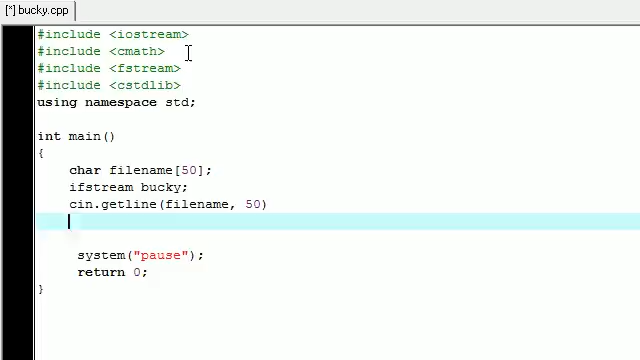 [*] bucky.cpp
#include <iostream>
#include <cmath>
#include <fstream>
#include <cstdlib>
using namespace std;
int main()
{
char filename[50];
ifstream bucky;
cin.getline(filename, 50)
system("pause");
return 0;
}